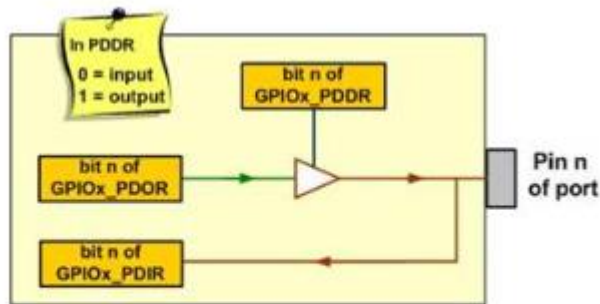 In PDDR
0 = input
1 = output
bit n of
GPIOx_PDDR
bit n of
GPIOx_PDOR
Pin n
of port
bit n of
GPIOx_PDIR